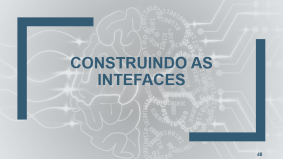 CONSTRUINDO AS
INTEFACES
48